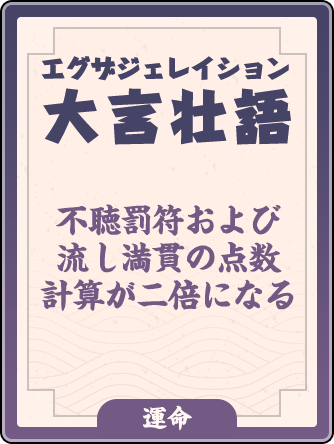 エグザジェレイション
大言壮語
不聴罰符および
流し満貫の点数
計算が二倍になる
運命